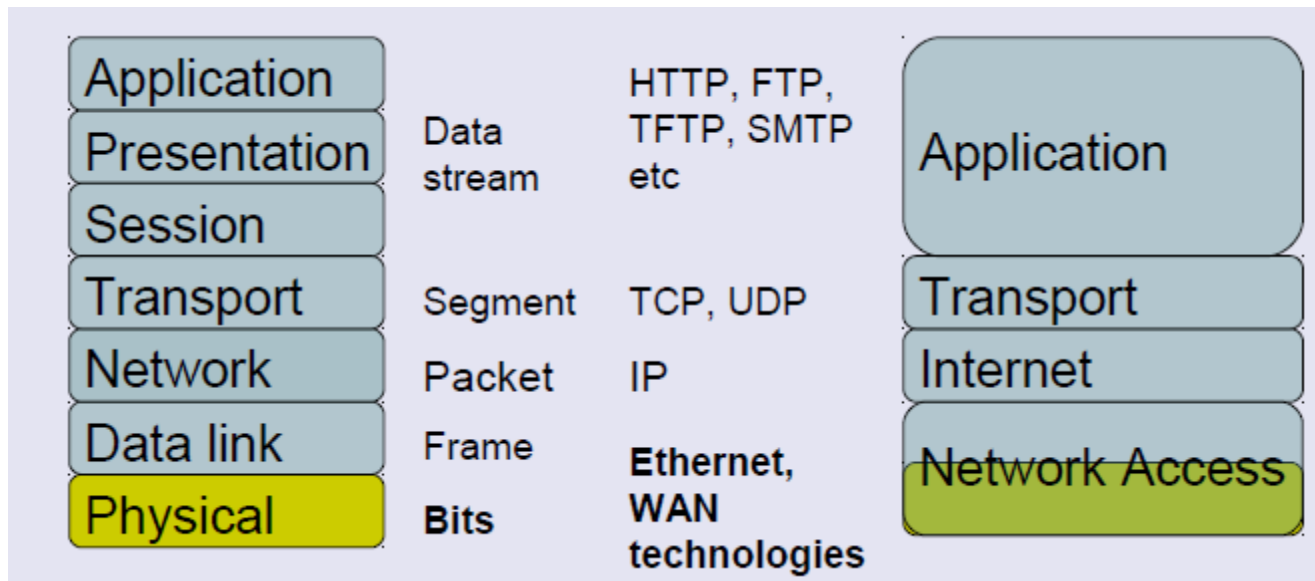 Application
Presentation
Session
Transport
Network
Data link
Physical
Data
stream
Segment
Packet
Frame
Bits
HTTP, FTP,
TFTP, SMTP
etc
TCP, UDP
IP
Ethernet,
WAN
technologies
Application
Transport
Internet
Network Access